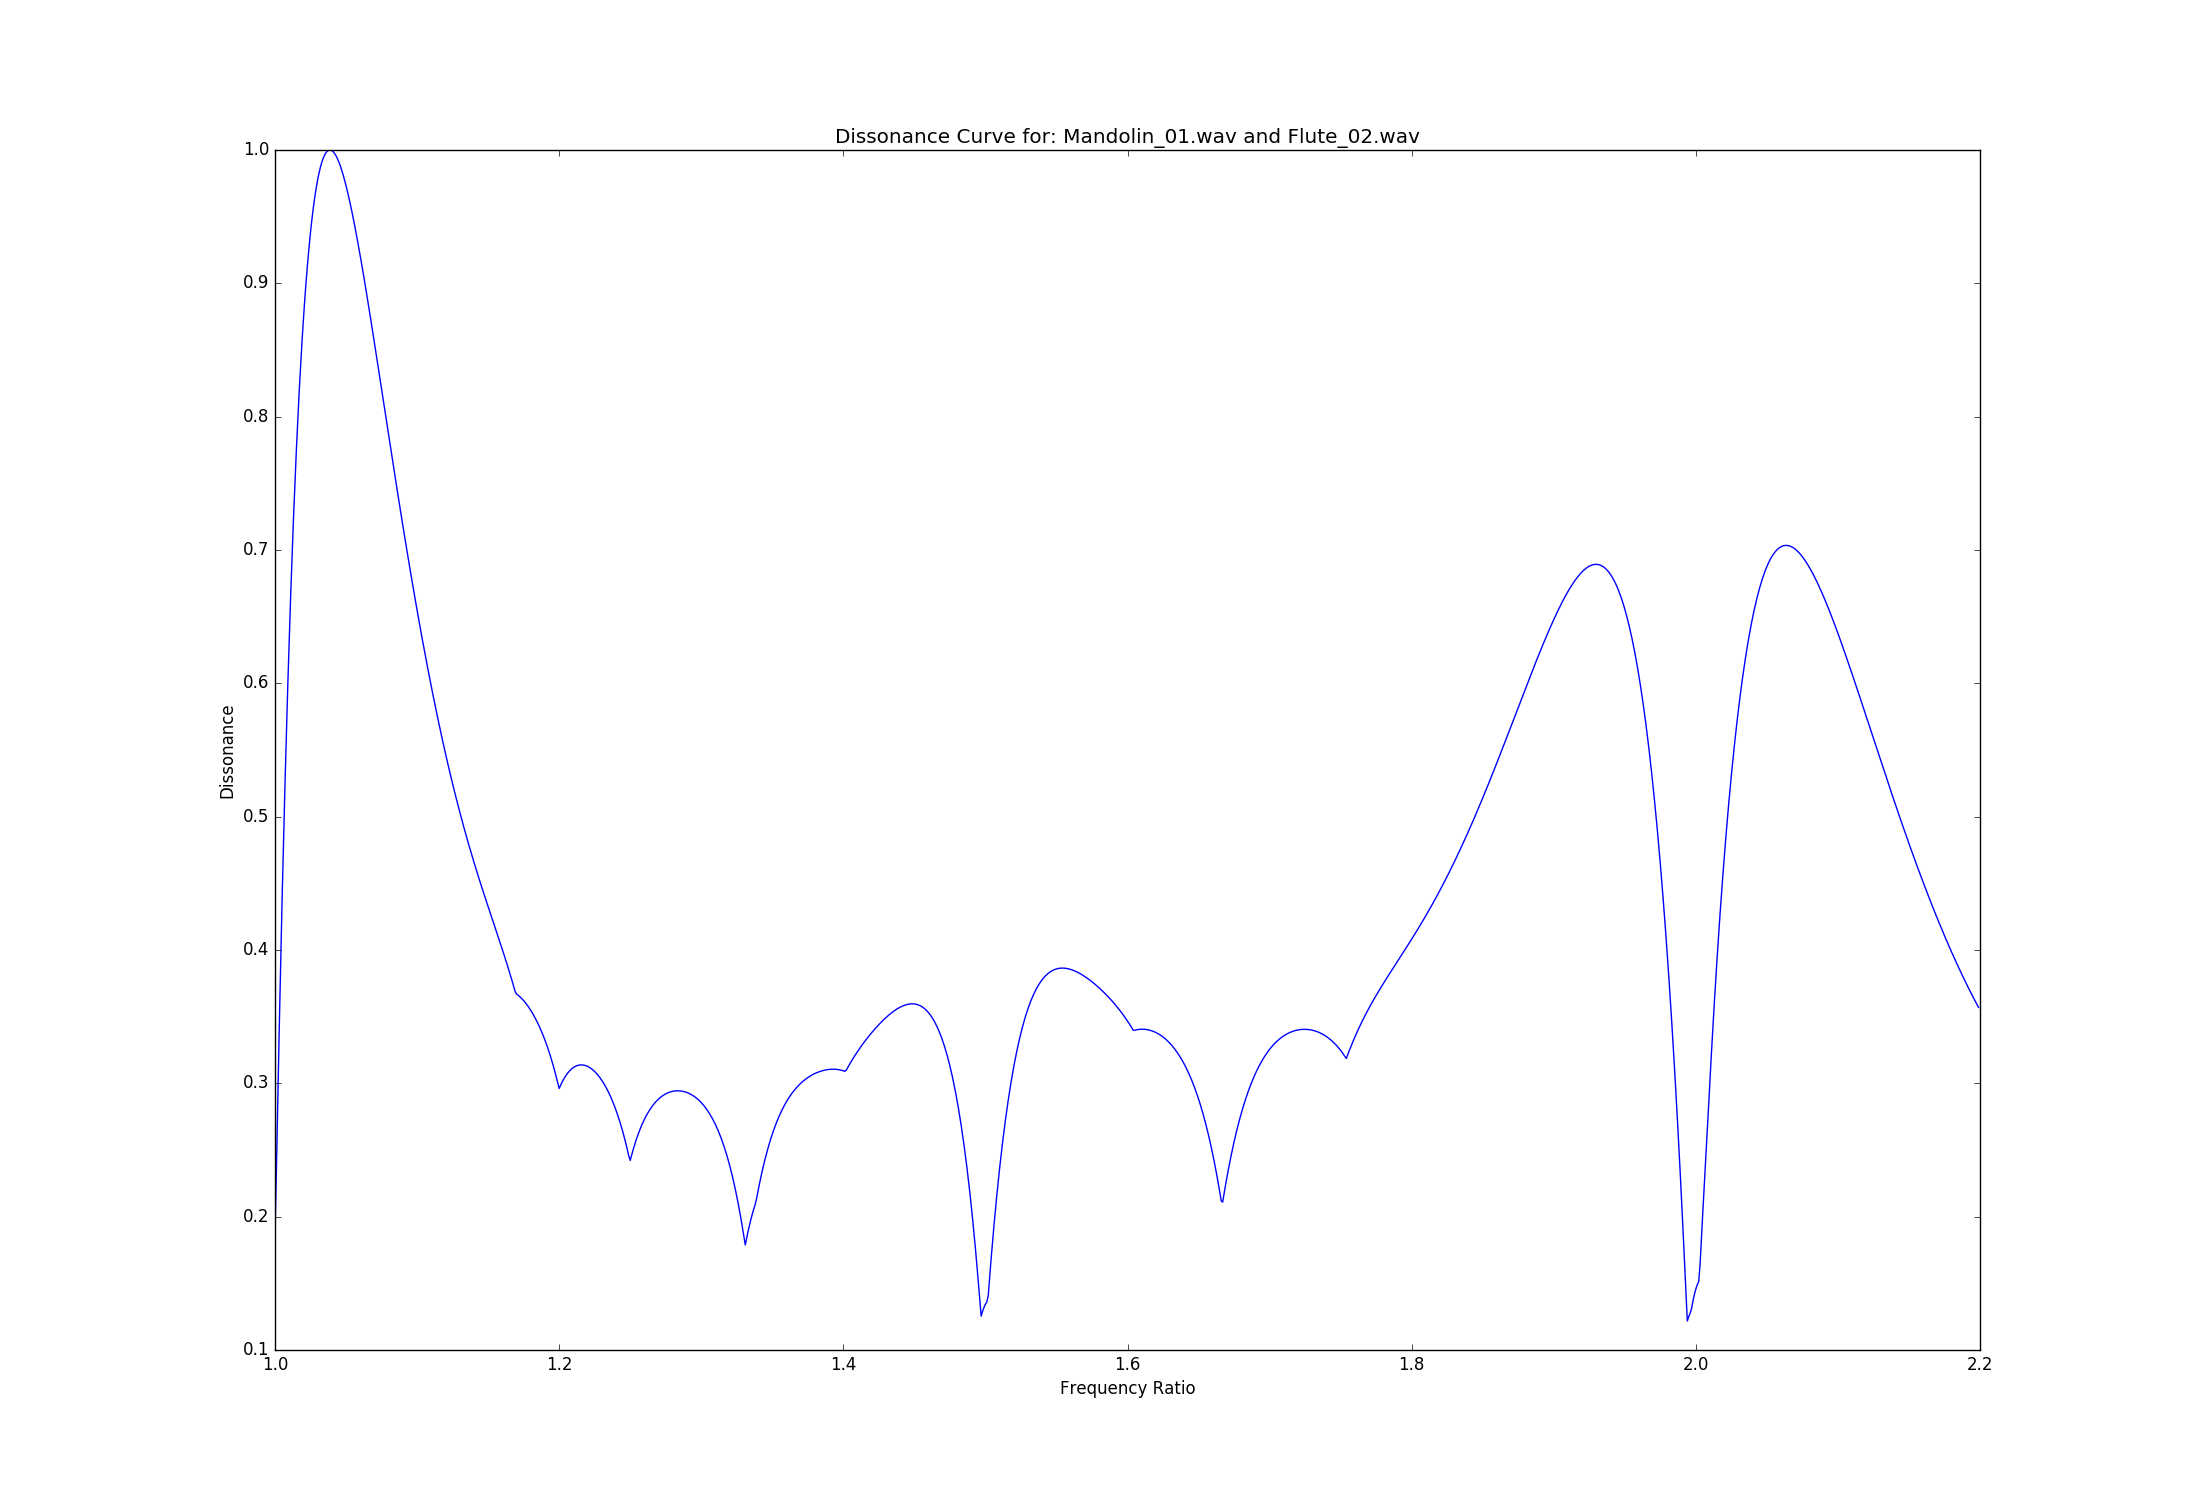 Dissonance Curve for: Mandolin_01.wav and Flute_02.wav
1.0
0.9
0.8
0.7
0.6
0.5
0.4
0.3
0.2
0.1
Dissonance
1.0 1.2 1.4 1.6 1.8 2.0 2.2
Frequency Ratio